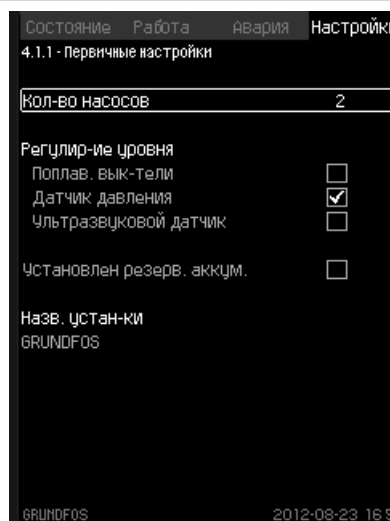 Состояние Работа Авария Настройки
4.1.1 - Первичные настройки
Кол-во насосов 2
Регулир-ие уровня
Поплав. вык-тели
Датчик давления
Ультразвуковой датчик
Установлен резерв. аккум.
Назв. устан-ки
GRUNDFOS
GRUNDFOS 2012-08-23 16: